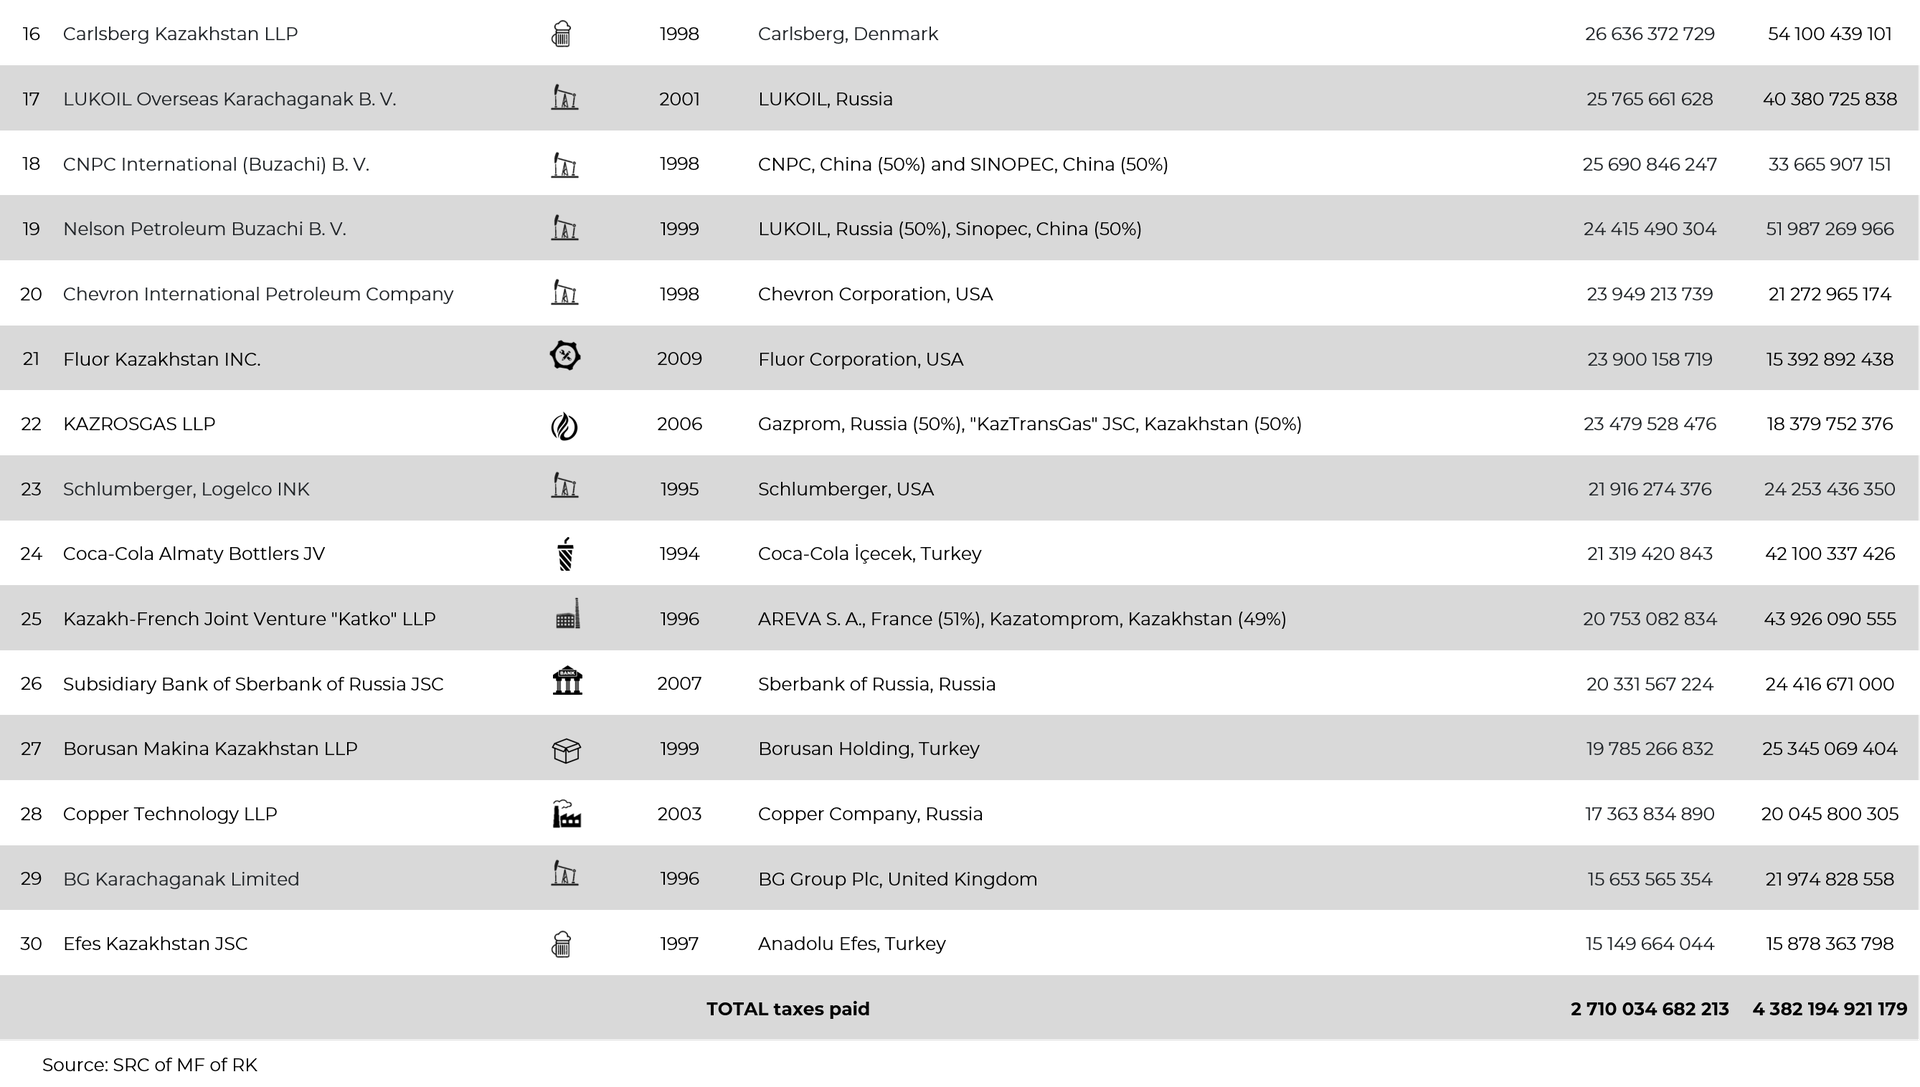 16 Carlsberg Kazakhstan LLP 1998 Carlsberg, Denmark 26 636 372 729 54 100 439 101
17 LUKOIL Overseas Karachaganak B. V. 2001 LUKOIL, Russia 25 765 661 628 40 380 725 838
18 CNPC International (Buzachi) B. V. 1998 CNPC, China (50%) and SINOPEC, China (50%) 25 690 846 247 33 665 907 151
19 Nelson Petroleum Buzachi B. V. 1999 LUKOIL, Russia (50%), Sinopec, China (50%) 24 415 490 304 51 987 269 966
20 Chevron International Petroleum Company 1998 Chevron Corporation, USA 23 949 213 739 21 272 965 174
21 Fluor Kazakhstan INC. 2009 Fluor Corporation, USA 23 900 158 719 15 392 892 438
22 KAZROSGAS LLP 2006 Gazprom, Russia (50%), "KazTransGas" JSC, Kazakhstan (50%) 23 479 528 476 18 379 752 376
23 Schlumberger, Logelco INK 1995 Schlumberger, USA 21 916 274 376 24 253 436 350
24 Coca-Cola Almaty Bottlers JV 1994 Coca-Cola İçecek, Turkey 21 319 420 843 42 100 337 426
25 Kazakh-French Joint Venture "Katko" LLP 1996 AREVA S. A., France (51%), Kazatomprom, Kazakhstan (49%) 20 753 082 834 43 926 090 555
26 Subsidiary Bank of Sberbank of Russia JSC 2007 Sberbank of Russia, Russia 20 331 567 224 24 416 671 000
27 Borusan Makina Kazakhstan LLP 1999 Borusan Holding, Turkey 19 785 266 832 25 345 069 404
28 Copper Technology LLP 2003 Copper Company, Russia 17 363 834 890 20 045 800 305
29 BG Karachaganak Limited 1996 BG Group Plc, United Kingdom 15 653 565 354 21 974 828 558
30 Efes Kazakhstan JSC 1997 Anadolu Efes, Turkey 15 149 664 044 15 878 363 798
TOTAL taxes paid 2 710 034 682 213 4 382 194 921 179
Source: SRC of MF of RK